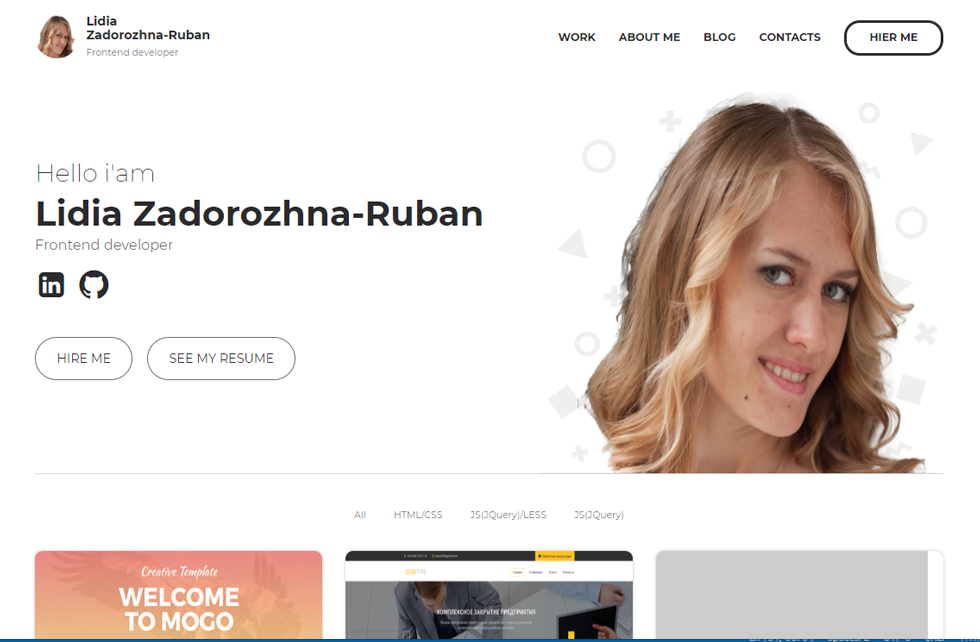 Lidia
Zadorozhna-Ruban
Frontend developer
WORK ABOUT ME BLOG CONTACTS HIER ME
Hello i'am
Lidia Zadorozhna-Ruban
Frontend developer
in
HIRE ME SEE MY RESUME
All HTML/CSS JS(JQuery)/LESS JS(JQuery)
Creative Template
WELCOME
TO MOGO
LOGOTYPE
КОМПЛЕКСНОЕ ЗАКРЫТИЕ ПРЕДПРИЯТИЯ